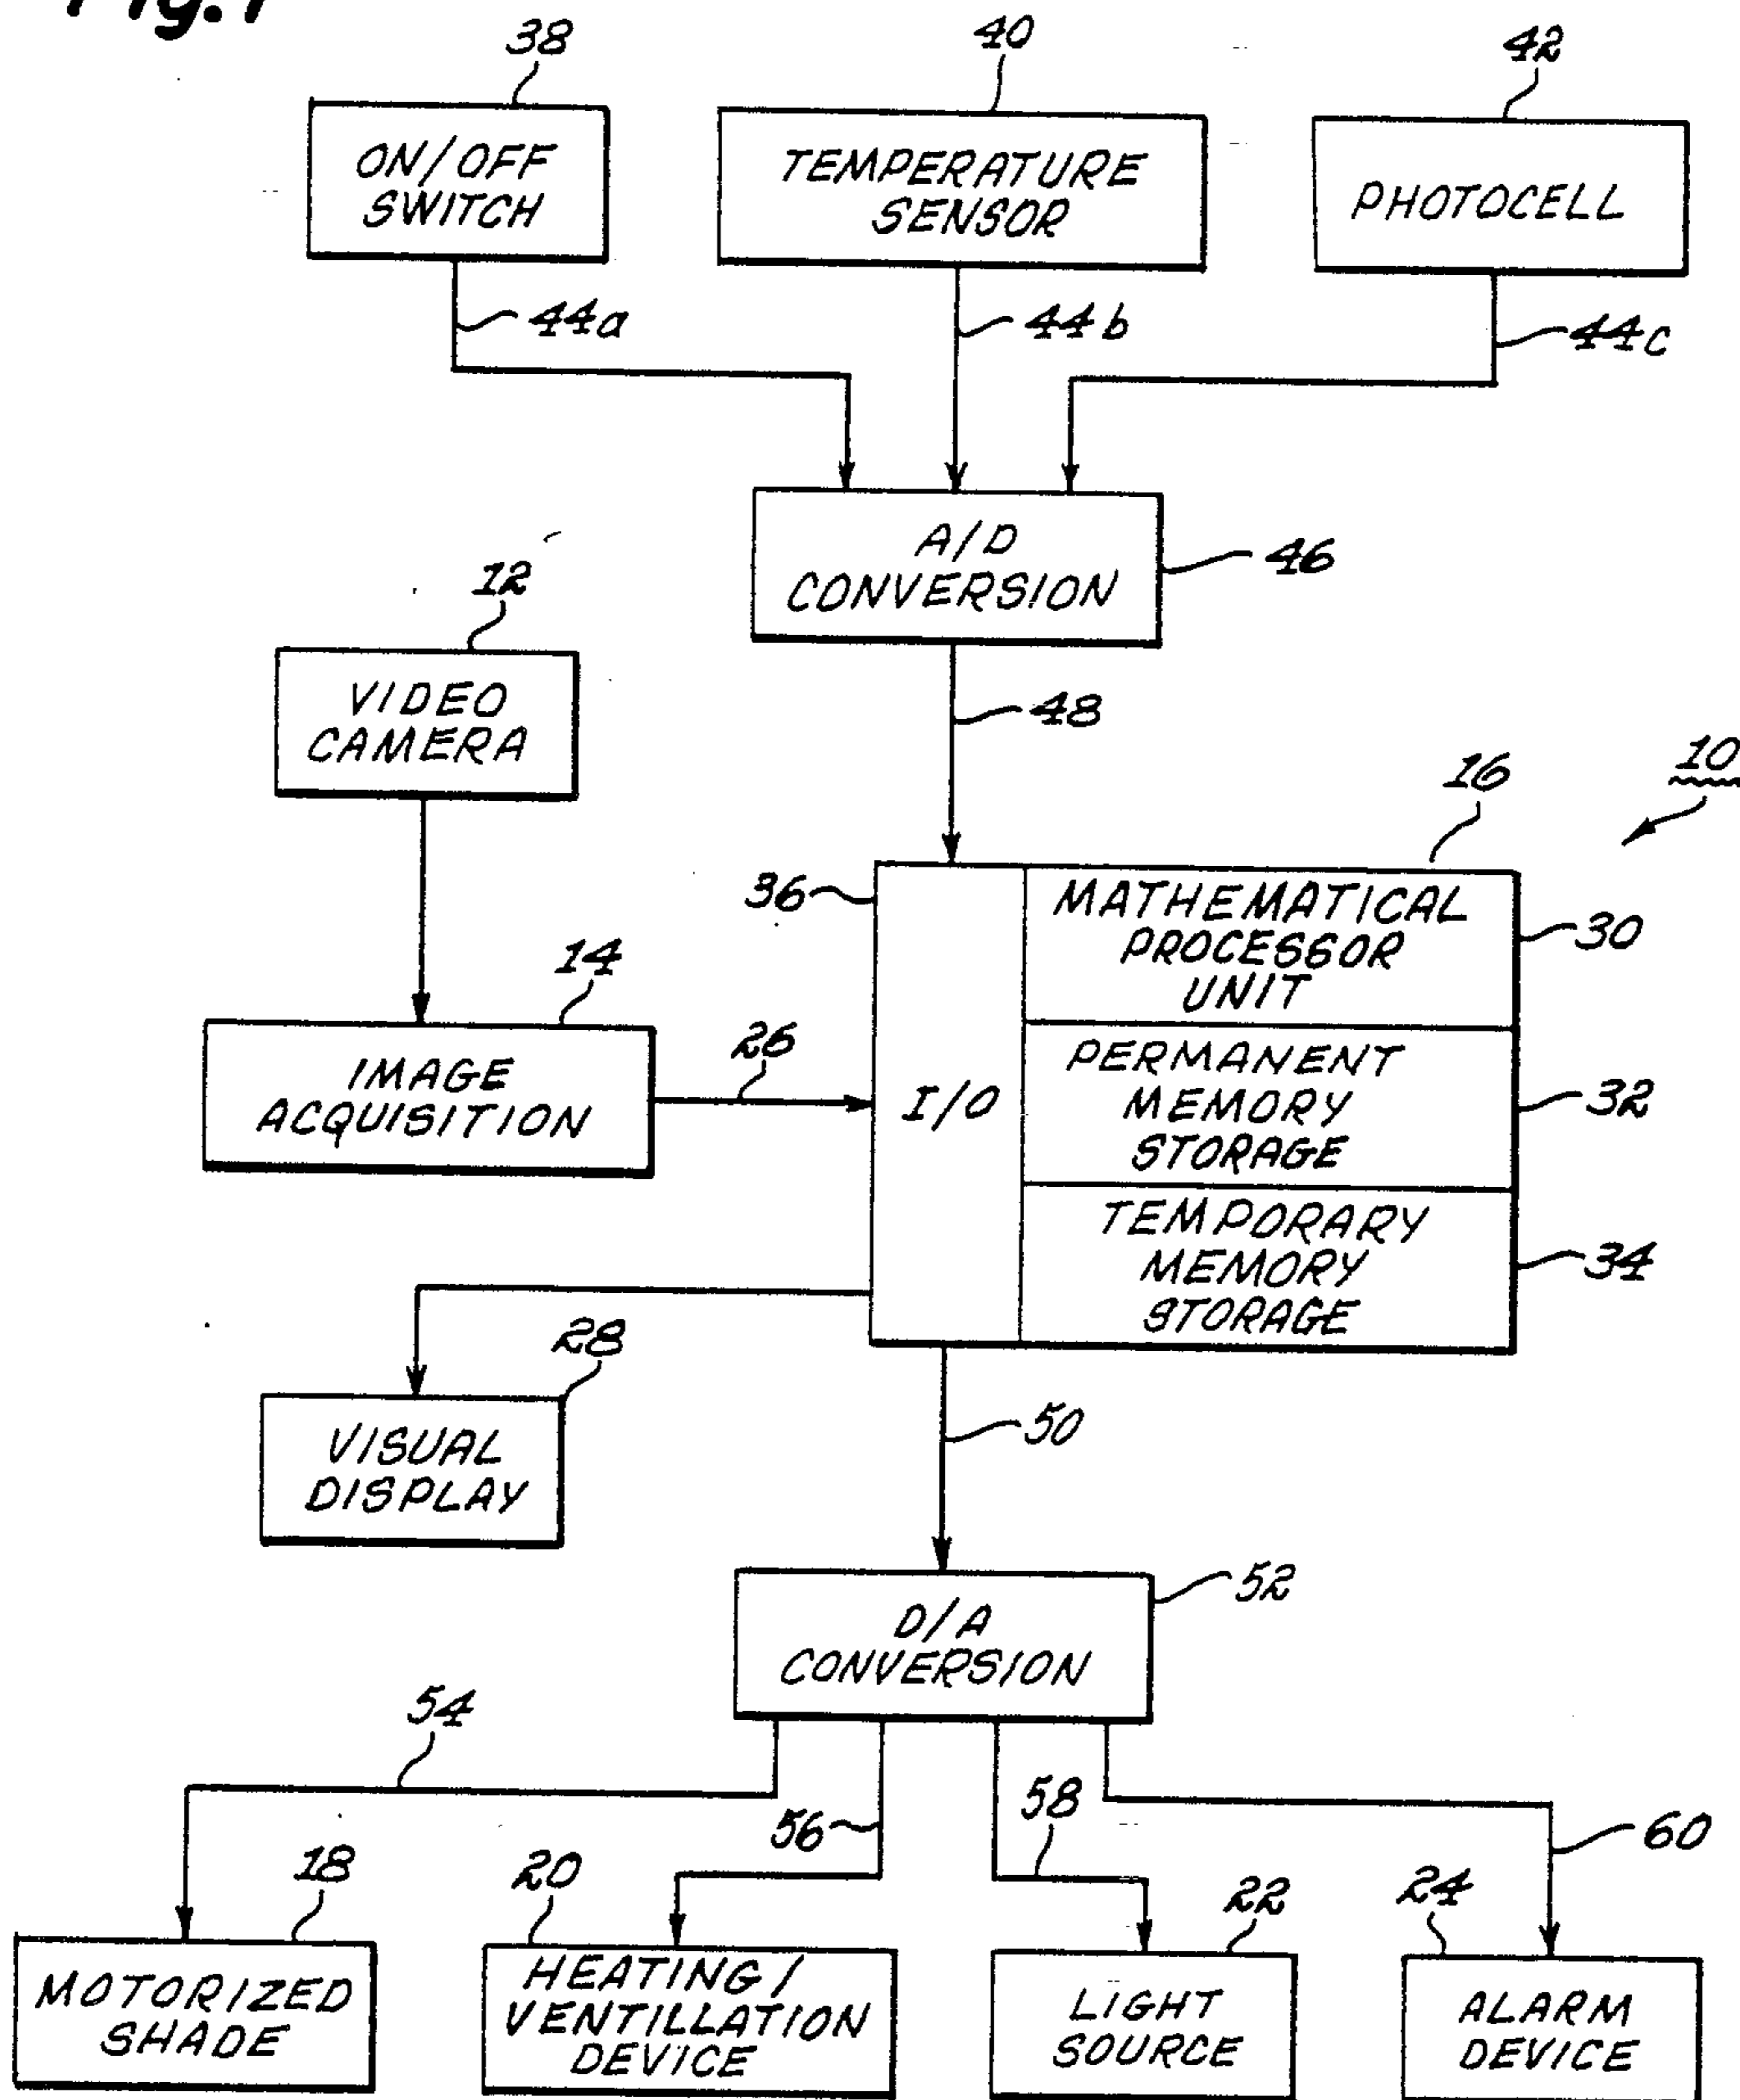 Fig. 1
38
40
42
ON/OFF
SWITCH
TEMPERATURE
SENSOR
PHOTOCELL
44a
44b
44c
A/D
CONVERSION
46
12
VIDEO
CAMERA
48
10
16
36
MATHEMATICAL
PROCESSOR
UNIT
30
14
IMAGE
ACQUISITION
26
I/O
PERMANENT
MEMORY
STORAGE
32
TEMPORARY
MEMORY
STORAGE
34
28
VISUAL
DISPLAY
50
D/A
CONVERSION
52
54
56
58
60
18
20
22
24
MOTORIZED
SHADE
HEATING/
VENTILLATION
DEVICE
LIGHT
SOURCE
ALARM
DEVICE